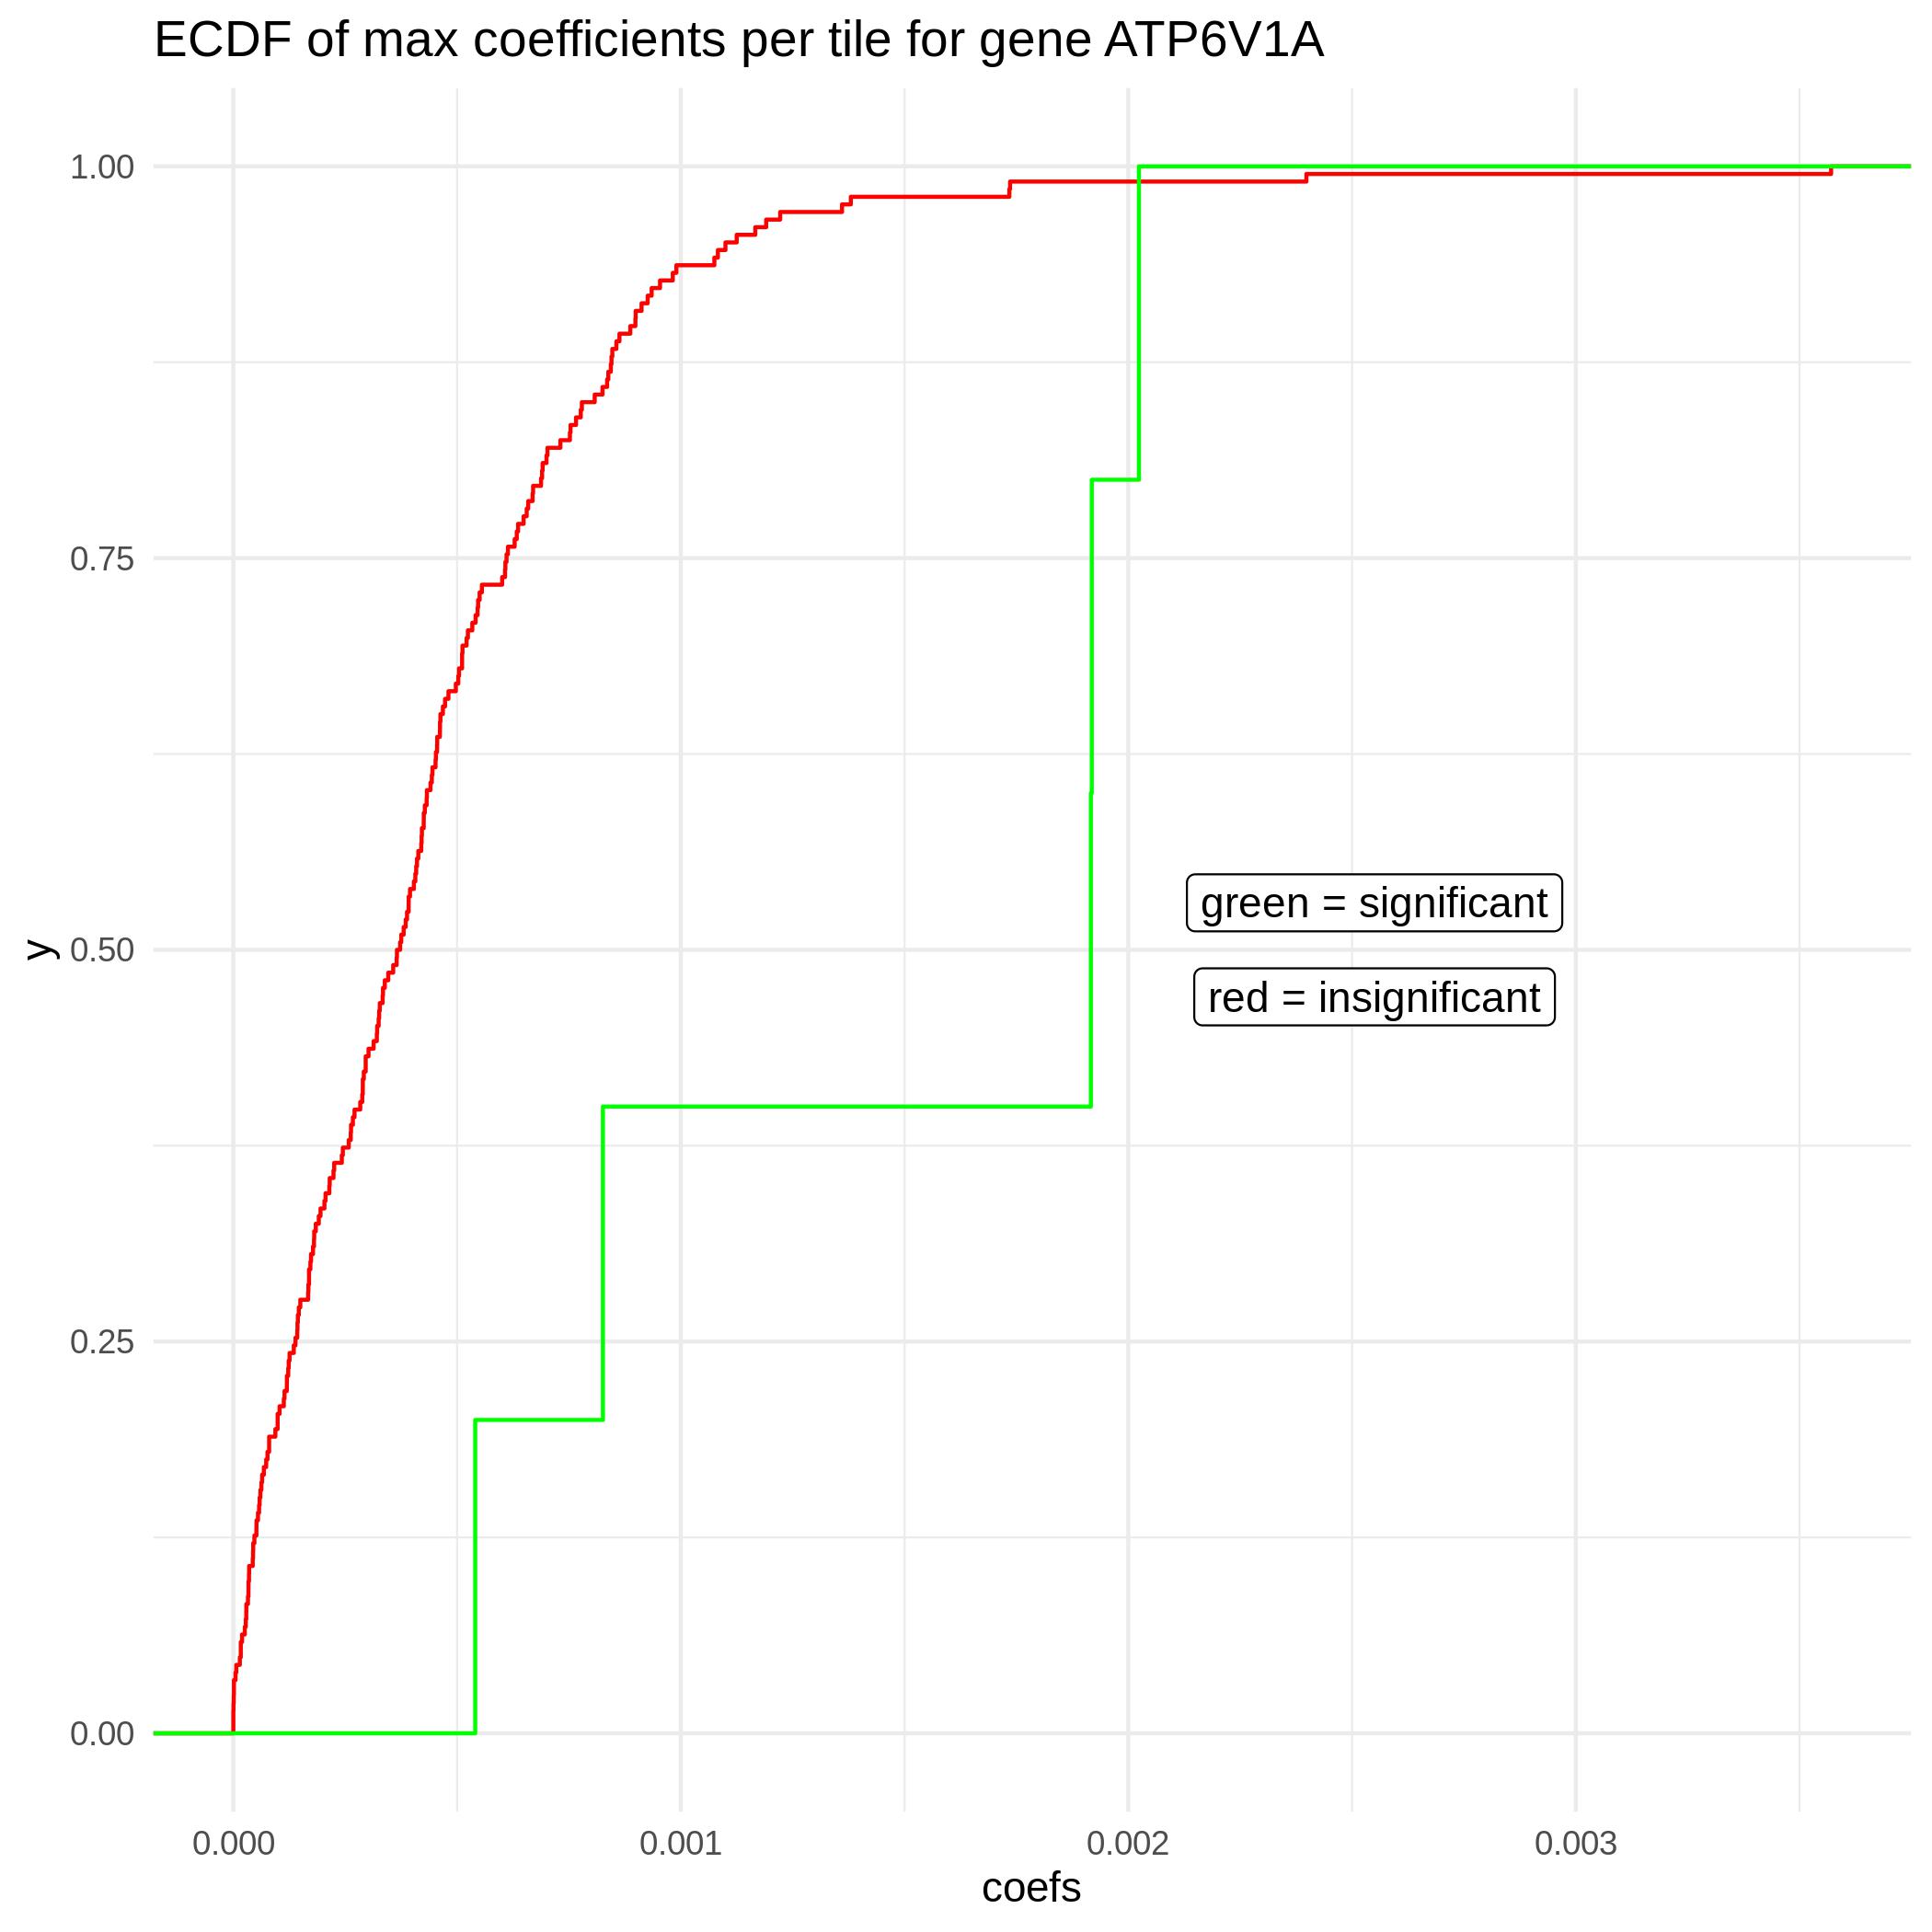 ECDF of max coefficients per tile for gene ATP6V1A
1.00
0.75
0.50
0.25
0.00
y
green = significant
red = insignificant
0.000 0.001 0.002 0.003
coefs